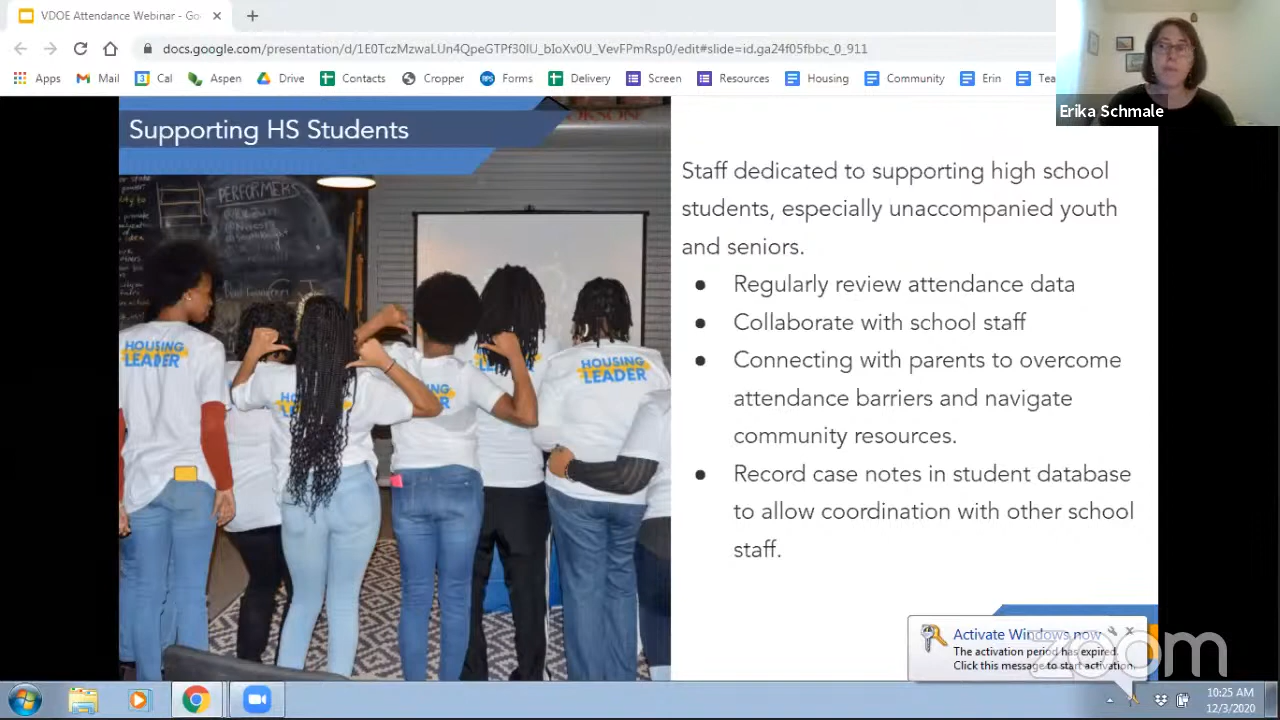 VDOE Attendance Webinar - Go
docs.google.com/presentation/d/1E0TczMzwaLUn4QpeGTPf30IU_bIoXv0U_VevFPmRsp0/edit#slide=id.ga24f05fbbc_0_911
Apps Mail Cal Aspen Drive Contacts Cropper Forms Delivery Screen Resources Housing Community Erin Tea
Erika Schmale
Supporting HS Students
PERFORMERS
HOUSING
LEADER
HOUSING
LEADER
Staff dedicated to supporting high school
students, especially unaccompanied youth
and seniors.
● Regularly review attendance data
● Collaborate with school staff
● Connecting with parents to overcome
attendance barriers and navigate
community resources.
● Record case notes in student database
to allow coordination with other school
staff.
Activate Windows now
The activation period has expired.
Click this message to start activation.
zoom
10:25 AM
12/3/2020